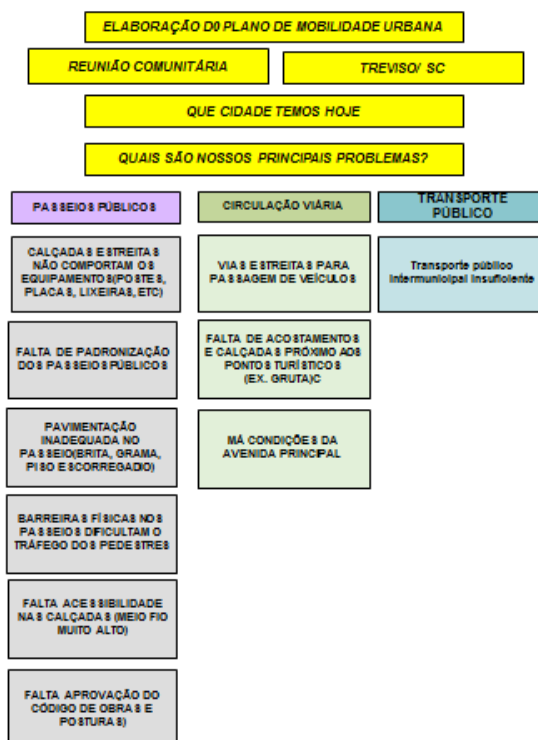 ELABORAÇÃO D0 PLANO DE MOBILIDADE URBANA
REUNIÃO COMUNITÁRIA
TREVISO/ SC
QUE CIDADE TEMOS HOJE
QUAIS SÃO NOSSOS PRINCIPAIS PROBLEMAS?
PASSEIOS PÚBLICOS
CALÇADAS ESTREITAS
NÃO COMPORTAM OS
EQUIPAMENTOS(POSTES,
PLACAS, LIXEIRAS, ETC)
FALTA DE PADRONIZAÇÃO
DOS PASSEIOS PÚBLICOS
PAVIMENTAÇÃO
INADEQUADA NO
PASSEIO(BRITA, GRAMA,
PISO ESCORREGADIO)
BARREIRAS FÍSICAS NOS
PASSEIOS DIFICULTAM O
TRÁFEGO DOS PEDESTRES
FALTA ACESSIBILIDADE
NAS CALÇADAS (MEIO FIO
MUITO ALTO)
FALTA APROVAÇÃO DO
CÓDIGO DE OBRAS E
POSTURAS)
CIRCULAÇÃO VIÁRIA
VIAS ESTREITAS PARA
PASSAGEM DE VEÍCULOS
FALTA DE ACOSTAMENTOS
E CALÇADAS PRÓXIMO AOS
PONTOS TURÍSTICOS
(EX. GRUTA)C
MÁ CONDIÇÕES DA
AVENIDA PRINCIPAL
TRANSPORTE
PÚBLICO
Transporte público
intermunicipal insuficiente